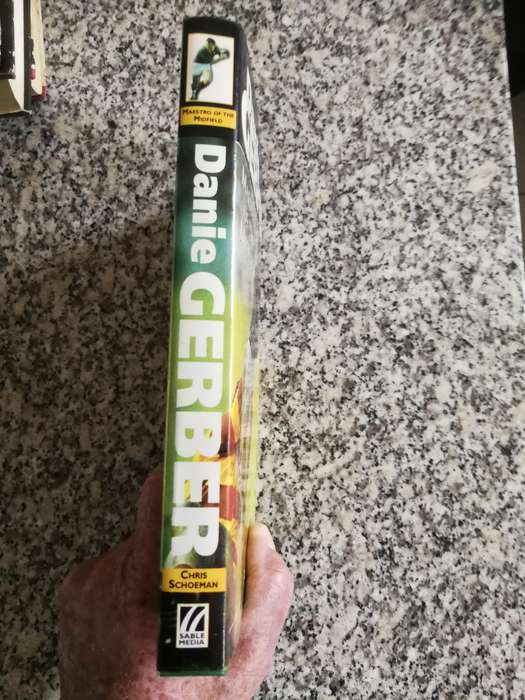 MAESTRO OF THE
MIDFIELD
Danie GERBER
CHRIS
SCHOEMAN
SABLE
MEDIA